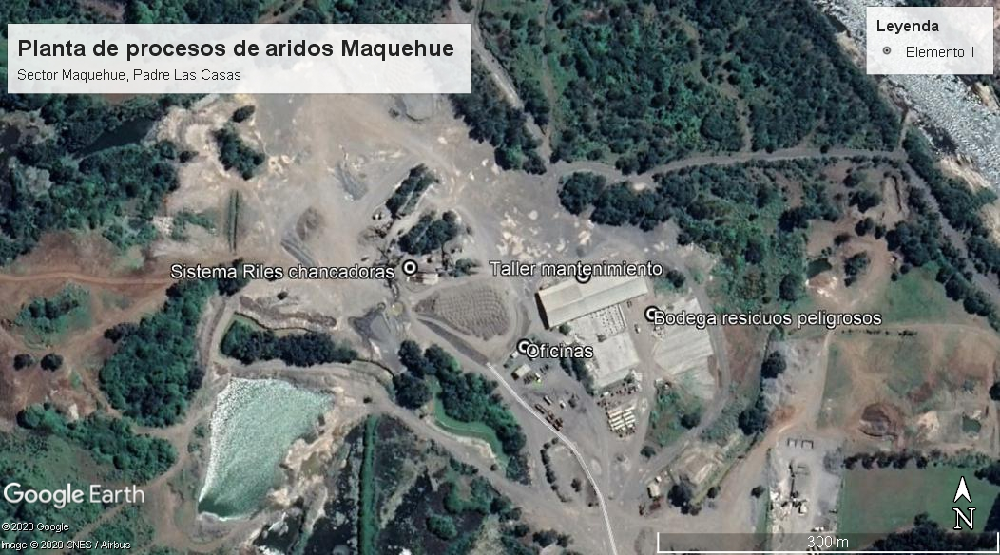 Planta de procesos de aridos Maquehue
Sector Maquehue, Padre Las Casas
Leyenda
Elemento 1
Sistema Riles chancadoras
Taller mantenimiento
Bodega residuos peligrosos
Oficinas
Google Earth
©2020 Google
Image © 2020 CNES / Airbus
N
300 m